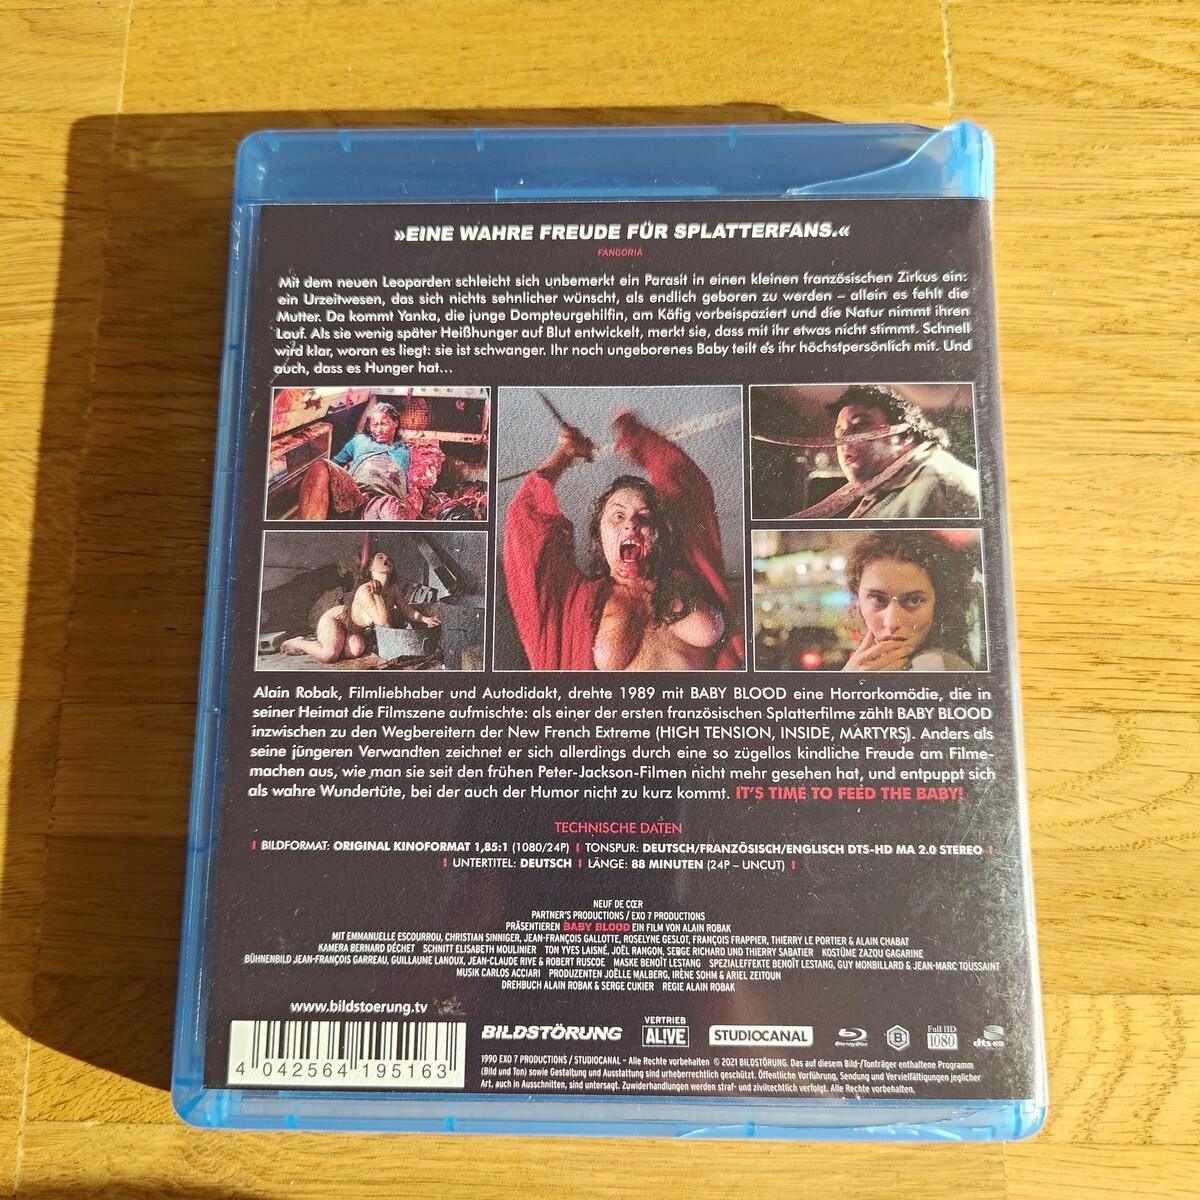 »EINE WAHRE FREUDE FÜR SPLATTERFANS.«
FANGORIA
Mit dem neuen Leoparden schleicht sich unbemerkt ein Parasit in einen kleinen französischen Zirkus ein:
ein Urzeitwesen, das sich nichts sehnlicher wünscht, als endlich geboren zu werden – allein es fehlt die
Mutter. Da kommt Yanka, die junge Dompteurgehilfin, am Käfig vorbeispaziert und die Natur nimmt ihren
Lauf. Als sie wenig später Heißhunger auf Blut entwickelt, merkt sie, dass mit ihr etwas nicht stimmt. Schnell
wird klar, woran es liegt: sie ist schwanger. Ihr noch ungeborenes Baby teilt es ihr höchstpersönlich mit. Und
auch, dass es Hunger hat...
Alain Robak, Filmliebhaber und Autodidakt, drehte 1989 mit BABY BLOOD eine Horrorkomödie, die in
seiner Heimat die Filmszene aufmischte: als einer der ersten französischen Splatterfilme zählt BABY BLOOD
inzwischen zu den Wegbereitern der New French Extreme (HIGH TENSION, INSIDE, MARTYRS). Anders als
seine jüngeren Verwandten zeichnet er sich allerdings durch eine so zügellos kindliche Freude am Filme-
machen aus, wie man sie seit den frühen Peter-Jackson-Filmen nicht mehr gesehen hat, und entpuppt sich
als wahre Wundertüte, bei der auch der Humor nicht zu kurz kommt. IT'S TIME TO FEED THE BABY!
TECHNISCHE DATEN
BILDFORMAT: ORIGINAL KINOFORMAT 1,85:1 (1080/24P) TONSPUR: DEUTSCH/FRANZÖSISCH/ENGLISCH DTS-HD MA 2.0 STEREO
UNTERTITEL: DEUTSCH LÄNGE: 88 MINUTEN (24P – UNCUT)
NEUF DE CŒR
PARTNER'S PRODUCTIONS / EXO 7 PRODUCTIONS
PRÄSENTIEREN BABY BLOOD EIN FILM VON ALAIN ROBAK
MIT EMMANUELLE ESCOURROU, CHRISTIAN SINNIGER, JEAN-FRANÇOIS GALLOTTE, ROSELYNE GESLOT, FRANÇOIS FRAPPIER, THIERRY LE PORTIER & ALAIN CHABAT
KAMERA BERNARD DÉCHET SCHNITT ELISABETH MOULINIER TON YVES LAISNÉ, JOËL RANGON, SERGE RICHARD UND THIERRY SABATIER KOSTÜME ZAZOU GAGARINE
BÜHNENBILD JEAN-FRANÇOIS GARREAU, GUILLAUME LANOUX, JEAN-CLAUDE RIVE & ROBERT RUSCOE MASKE BENOÎT LESTANG SPEZIALEFFEKTE BENOÎT LESTANG, GUY MONBILLARD & JEAN-MARC TOUSSAINT
MUSIK CARLOS ACCIARI PRODUZENTEN JOËLLE MALBERG, IRÈNE SOHM & ARIEL ZEITOUN
DREHBUCH ALAIN ROBAK & SERGE CUKIER REGIE ALAIN ROBAK
www.bildstoerung.tv
4 042564 195163
BILDSTÖRUNG
VERTRIEB
AL!VE
STUDIOCANAL
Blu-ray Disc
B
Full HD
1080
dts-HD
1990 EXO 7 PRODUCTIONS / STUDIOCANAL – Alle Rechte vorbehalten © 2021 BILDSTÖRUNG. Das auf diesem Bild-/Tonträger enthaltene Programm
(Bild und Ton) sowie Gestaltung und Ausstattung sind urheberrechtlich geschützt. Öffentliche Vorführung, Sendung und Vervielfältigungen jeglicher
Art, auch in Ausschnitten, sind untersagt. Zuwiderhandlungen werden straf- und zivilrechtlich verfolgt. Alle Rechte vorbehalten.